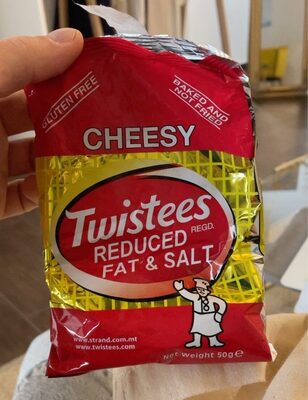 GLUTEN FREE
BAKED AND
NOT FRIED
CHEESY
Twistees
REGD.
REDUCED
FAT & SALT
www.strand.com.mt
www.twistees.com
Net Weight 50g℮